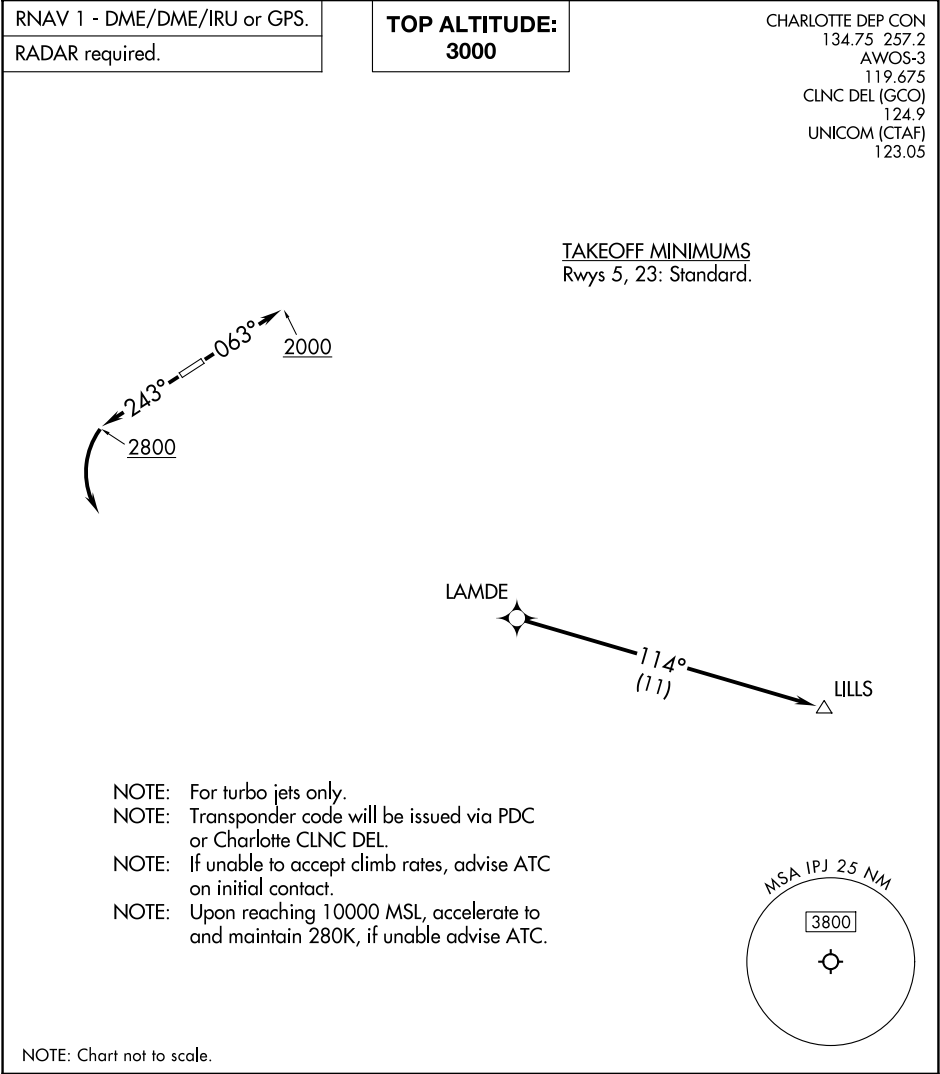 RNAV 1 - DME/DME/IRU or GPS.
RADAR required.
TOP ALTITUDE:
3000
CHARLOTTE DEP CON
134.75 257.2
AWOS-3
119.675
CLNC DEL (GCO)
124.9
UNICOM (CTAF)
123.05
TAKEOFF MINIMUMS
Rwys 5, 23: Standard.
063°
2000
243°
2800
LAMDE
114°
(11)
LILLS
NOTE: For turbo jets only.
NOTE: Transponder code will be issued via PDC
or Charlotte CLNC DEL.
NOTE: If unable to accept climb rates, advise ATC
on initial contact.
NOTE: Upon reaching 10000 MSL, accelerate to
and maintain 280K, if unable advise ATC.
MSA IPJ 25 NM
3800
NOTE: Chart not to scale.